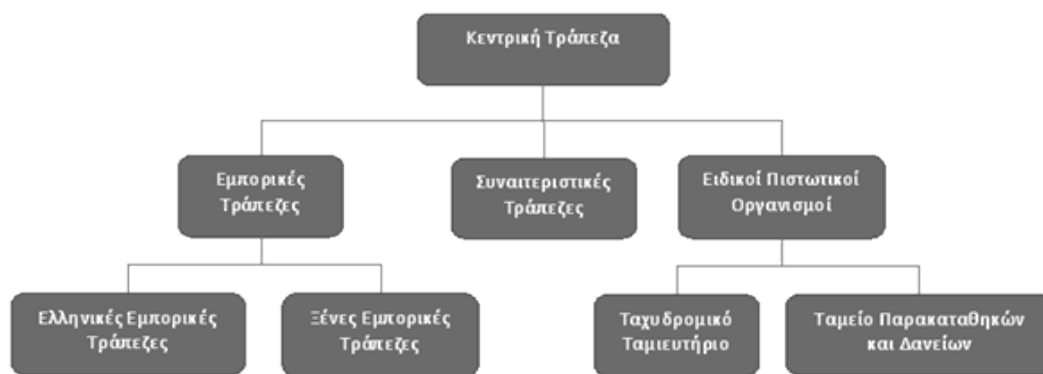 Κεντρική Τράπεζα
Εμπορικές
Τράπεζες
Συναιτεριστικές
Τράπεζες
Ειδικοί Πιστωτικοί
Οργανισμοί
Ελληνικές Εμπορικές
Τράπεζες
Ξένες Εμπορικές
Τράπεζες
Ταχυδρομικό
Ταμιευτήριο
Ταμείο Παρακαταθηκών
και Δανείων